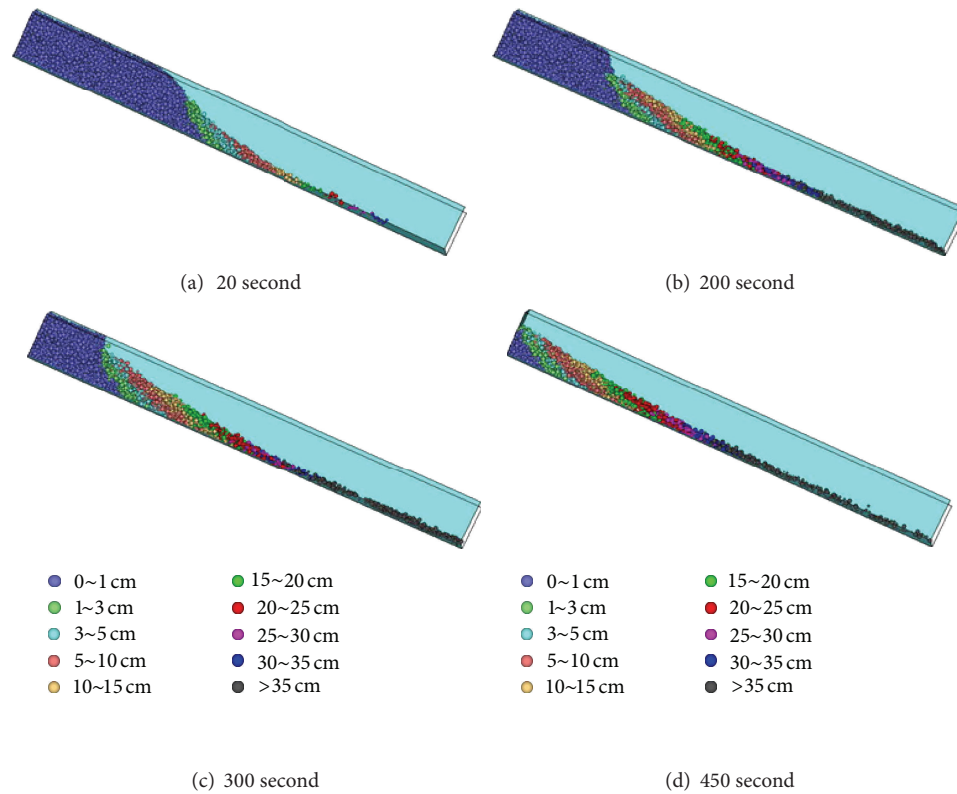 (a) 20 second
(b) 200 second
0~1 cm
1~3 cm
3~5 cm
5~10 cm
10~15 cm
15~20 cm
20~25 cm
25~30 cm
30~35 cm
>35 cm
0~1 cm
1~3 cm
3~5 cm
5~10 cm
10~15 cm
15~20 cm
20~25 cm
25~30 cm
30~35 cm
>35 cm
(c) 300 second
(d) 450 second